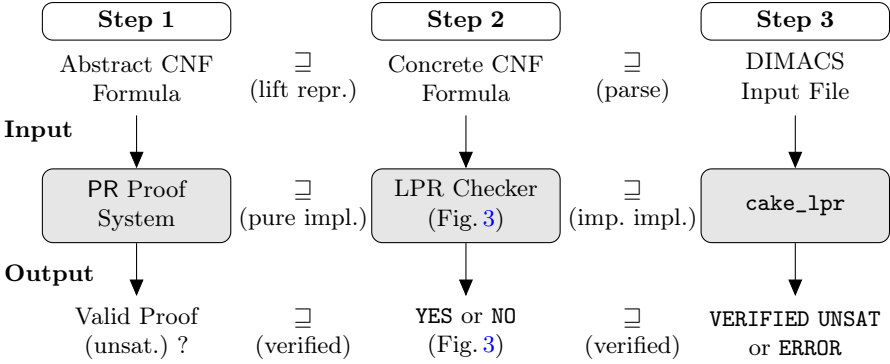 Step 1 Step 2 Step 3
Abstract CNF ⊒ Concrete CNF ⊒ DIMACS
Formula (lift repr.) Formula (parse) Input File
Input
PR Proof ⊒ LPR Checker ⊒ cake_lpr
System (pure impl.) (Fig. 3) (imp. impl.)
Output
Valid Proof ⊒ YES or NO ⊒ VERIFIED UNSAT
(unsat.) ? (verified) (Fig. 3) (verified) or ERROR